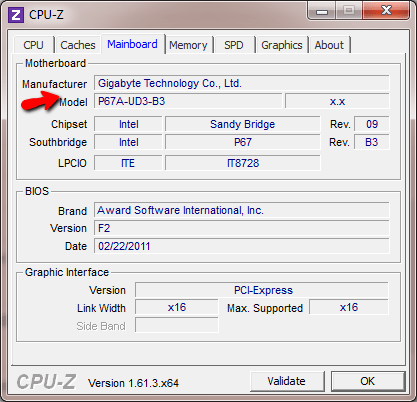 Z CPU-Z
CPU Caches Mainboard Memory SPD Graphics About
Motherboard
Manufacturer Gigabyte Technology Co., Ltd.
Model P67A-UD3-B3 x.x
Chipset Intel Sandy Bridge Rev. 09
Southbridge Intel P67 Rev. B3
LPCIO ITE IT8728
BIOS
Brand Award Software International, Inc.
Version F2
Date 02/22/2011
Graphic Interface
Version PCI-Express
Link Width x16 Max. Supported x16
Side Band
CPU-Z Version 1.61.3.x64 Validate OK